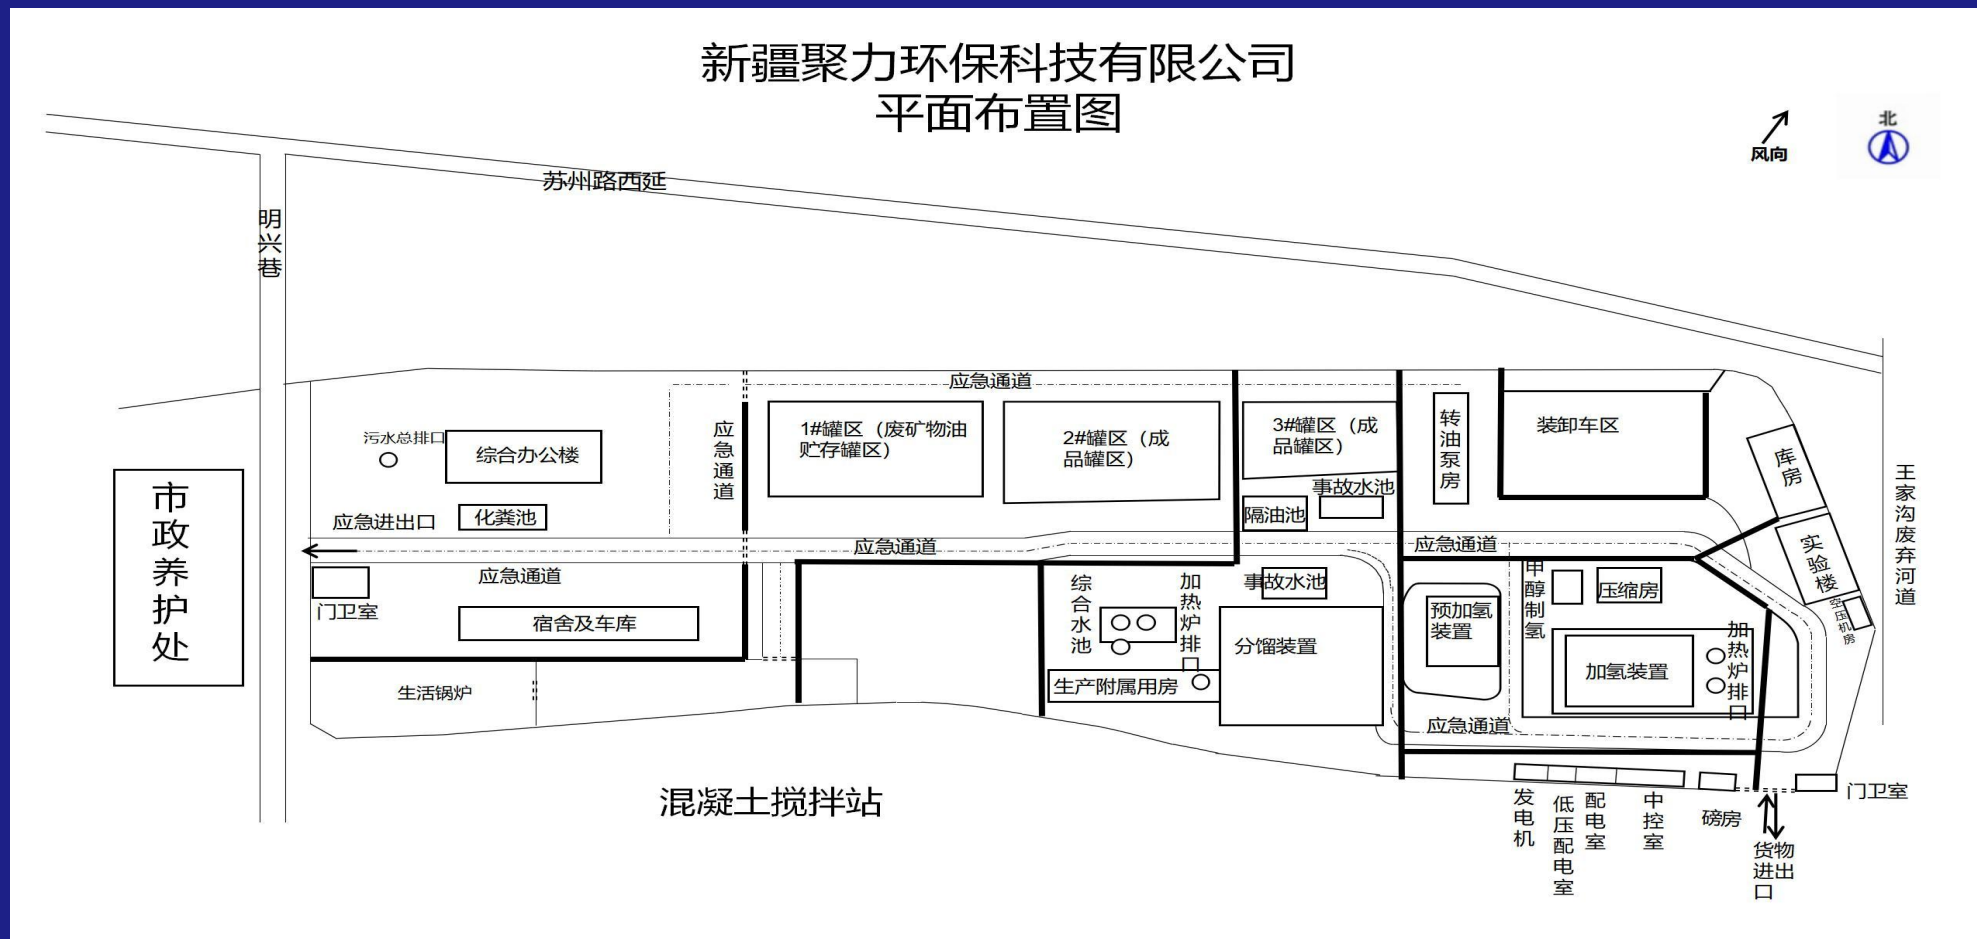 新疆聚力环保科技有限公司
平面布置图
北
风向
苏州路西延
明兴巷
应急通道
污水总排口
综合办公楼
应急通道
1#罐区（废矿物油
贮存罐区）
2#罐区（成
品罐区）
3#罐区（成
品罐区）
转油泵房
装卸车区
库房
王家沟废弃河道
市政养护处
应急进出口
化粪池
事故水池
隔油池
应急通道
应急通道
实验楼
应急通道
门卫室
宿舍及车库
综合水池
加热炉排口
事故水池
分馏装置
预加氢
装置
甲醇制氢
压缩房
加氢装置
加热炉排口
空压机房
生活锅炉
生产附属用房
应急通道
混凝土搅拌站
发电机
低压配电室
配电室
中控室
磅房
门卫室
货物
进出
口